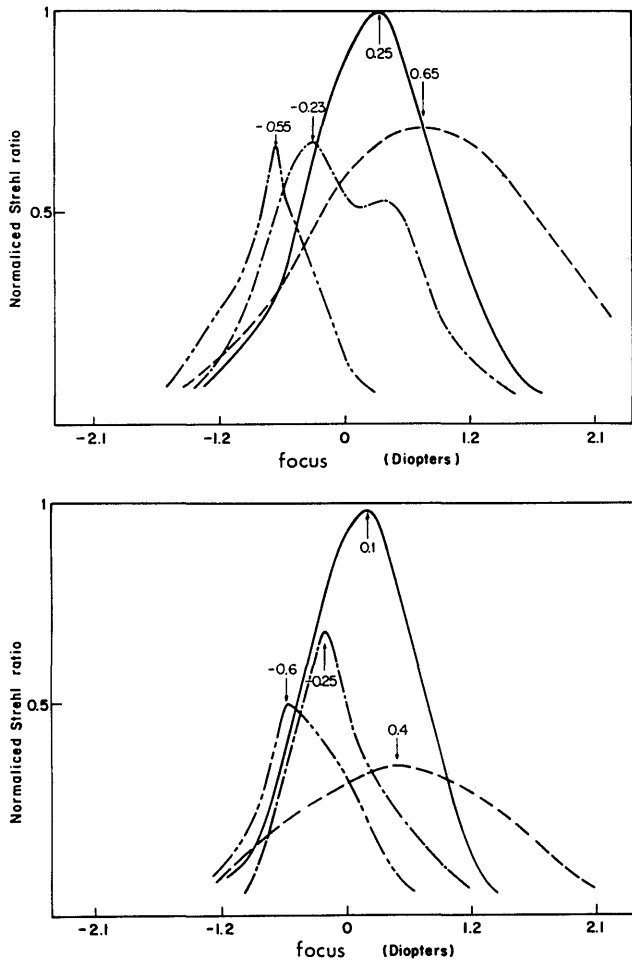 1
0.25
0.65
-0.23
-0.55
0.5
Normaliced Strehl ratio
-2.1 -1.2 0 1.2 2.1
focus (Diopters)
1
0.1
-0.6
-0.25
0.5
0.4
Normaliced Strehl ratio
-2.1 -1.2 0 1.2 2.1
focus (Diopters)